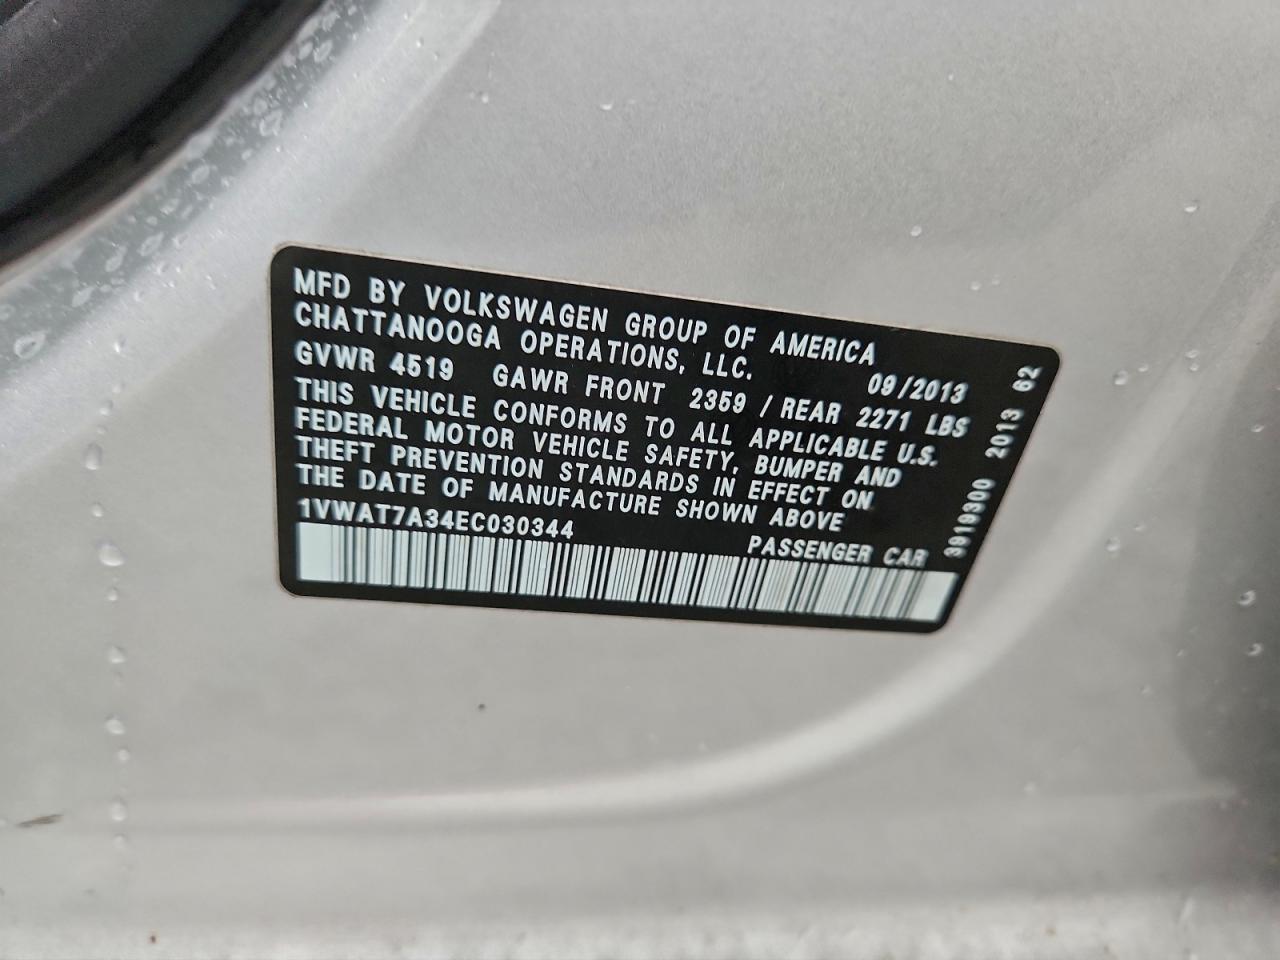 MFD BY VOLKSWAGEN GROUP OF AMERICA
CHATTANOOGA OPERATIONS, LLC.
09/2013
GVWR 4519 GAWR FRONT 2359 / REAR 2271 LBS
THIS VEHICLE CONFORMS TO ALL APPLICABLE U.S.
FEDERAL MOTOR VEHICLE SAFETY, BUMPER AND
THEFT PREVENTION STANDARDS IN EFFECT ON
THE DATE OF MANUFACTURE SHOWN ABOVE
1VWAT7A34EC030344
PASSENGER CAR
3919300 2013 62